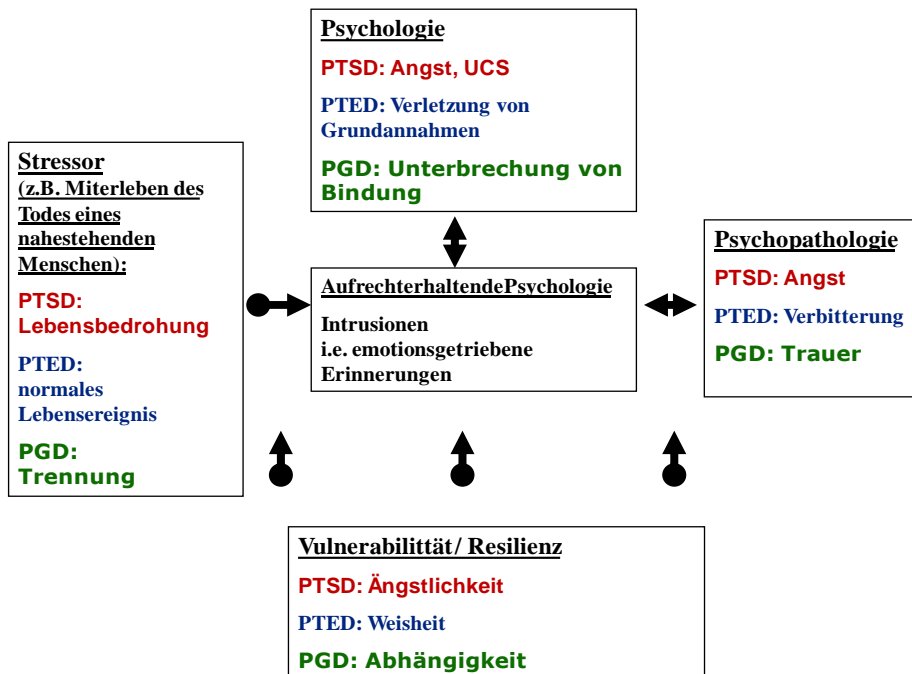 Psychologie
PTSD: Angst, UCS
PTED: Verletzung von
Grundannahmen
PGD: Unterbrechung von
Bindung
Stressor
(z.B. Miterleben des
Todes eines
nahestehenden
Menschen):
PTSD:
Lebensbedrohung
PTED:
normales
Lebensereignis
PGD:
Trennung
AufrechterhaltendePsychologie
Intrusionen
i.e. emotionsgetriebene
Erinnerungen
Psychopathologie
PTSD: Angst
PTED: Verbitterung
PGD: Trauer
Vulnerabilittät/ Resilienz
PTSD: Ängstlichkeit
PTED: Weisheit
PGD: Abhängigkeit